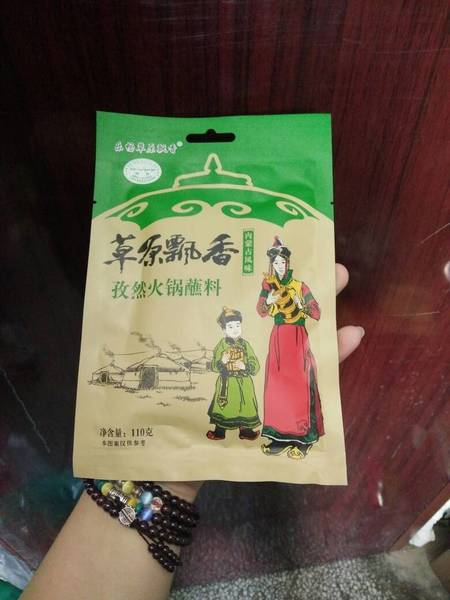 草原飘香
内蒙古风味
孜然火锅蘸料
净含量：110克
本图案仅供参考